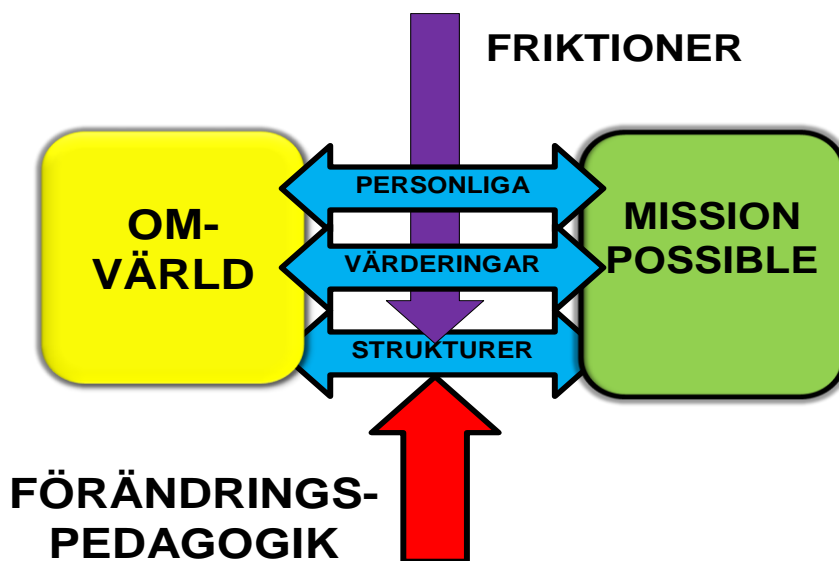 FRIKTIONER
PERSONLIGA
OM-
VÄRLD
MISSION
POSSIBLE
VÄRDERINGAR
STRUKTURER
FÖRÄNDRINGS-
PEDAGOGIK